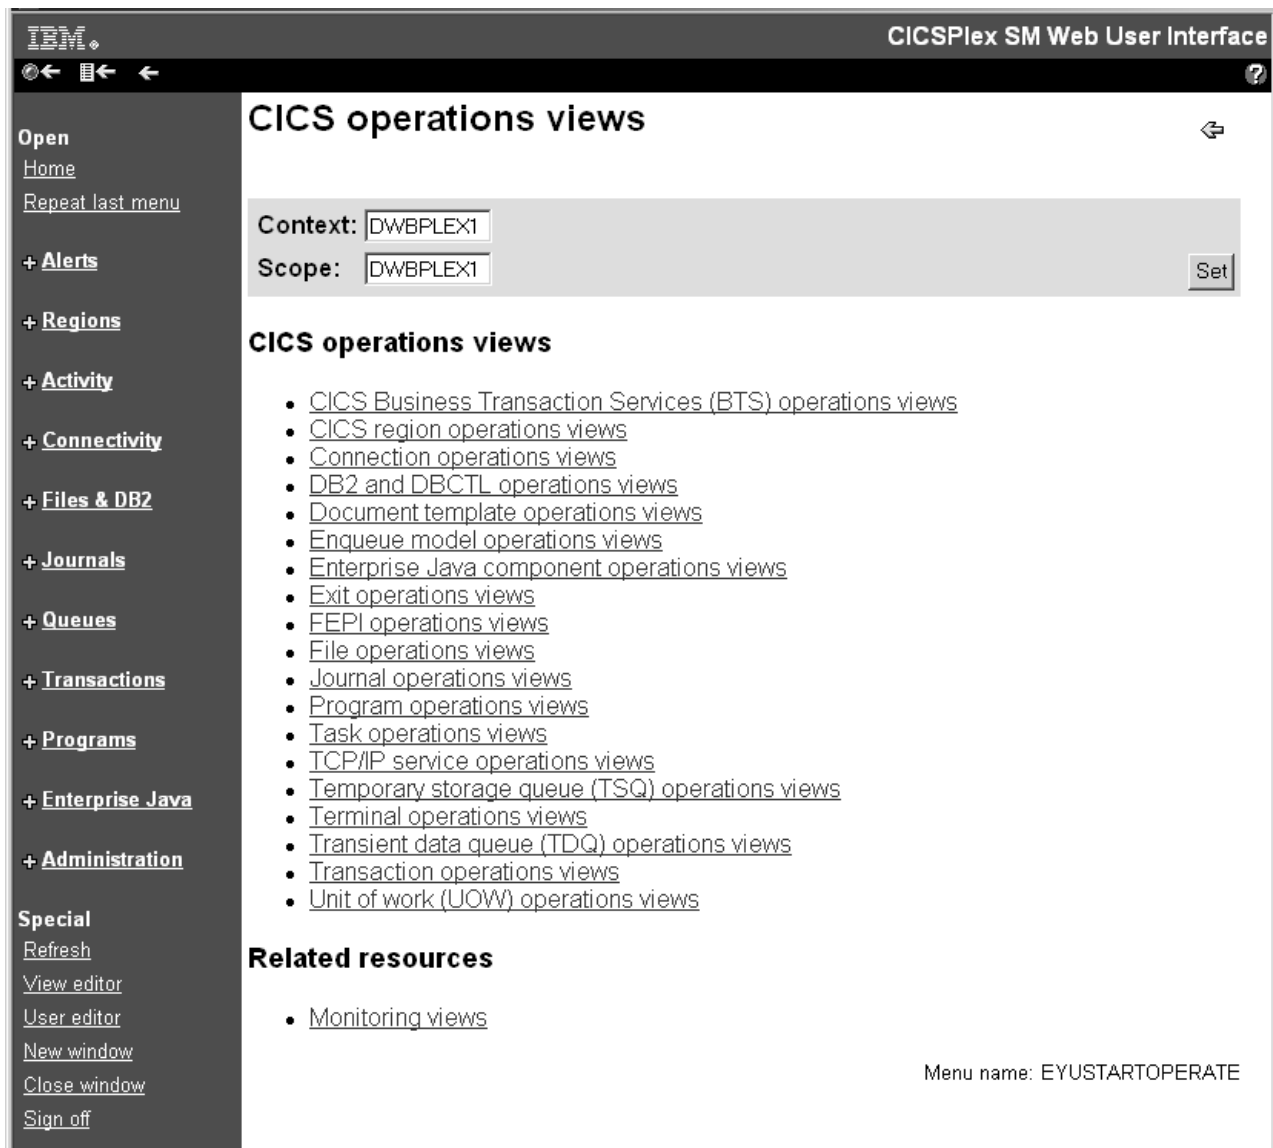 IBM
CICSPlex SM Web User Interface
?
Open
Home
Repeat last menu
+ Alerts
+ Regions
+ Activity
+ Connectivity
+ Files & DB2
+ Journals
+ Queues
+ Transactions
+ Programs
+ Enterprise Java
+ Administration
Special
Refresh
View editor
User editor
New window
Close window
Sign off
CICS operations views
Context: DWBPLEX1
Scope: DWBPLEX1
Set
CICS operations views
• CICS Business Transaction Services (BTS) operations views
• CICS region operations views
• Connection operations views
• DB2 and DBCTL operations views
• Document template operations views
• Enqueue model operations views
• Enterprise Java component operations views
• Exit operations views
• FEPI operations views
• File operations views
• Journal operations views
• Program operations views
• Task operations views
• TCP/IP service operations views
• Temporary storage queue (TSQ) operations views
• Terminal operations views
• Transient data queue (TDQ) operations views
• Transaction operations views
• Unit of work (UOW) operations views
Related resources
• Monitoring views
Menu name: EYUSTARTOPERATE